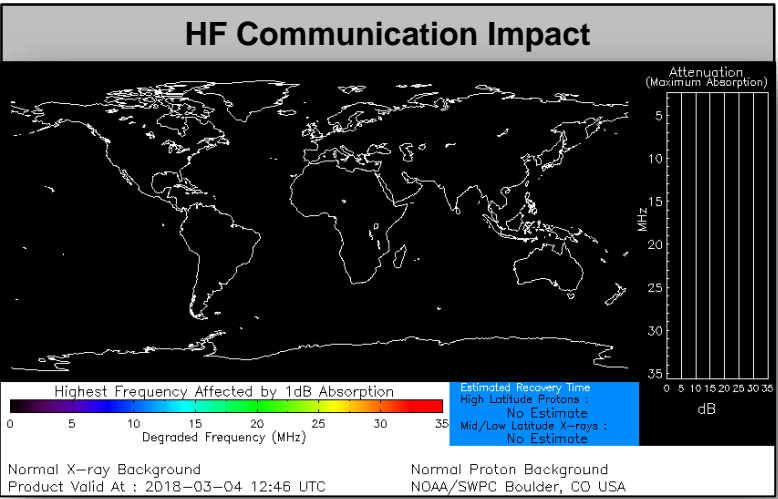 HF Communication Impact
Attenuation
(Maximum Absorption)
5
10
15
20
25
30
35
MHz
0 5 10 15 20 25 30 35
dB
Highest Frequency Affected by 1dB Absorption
0 5 10 15 20 25 30 35
Degraded Frequency (MHz)
Estimated Recovery Time
High Latitude Protons :
No Estimate
Mid/Low Latitude X-rays :
No Estimate
Normal X-ray Background
Normal Proton Background
Product Valid At : 2018-03-04 12:46 UTC
NOAA/SWPC Boulder, CO USA